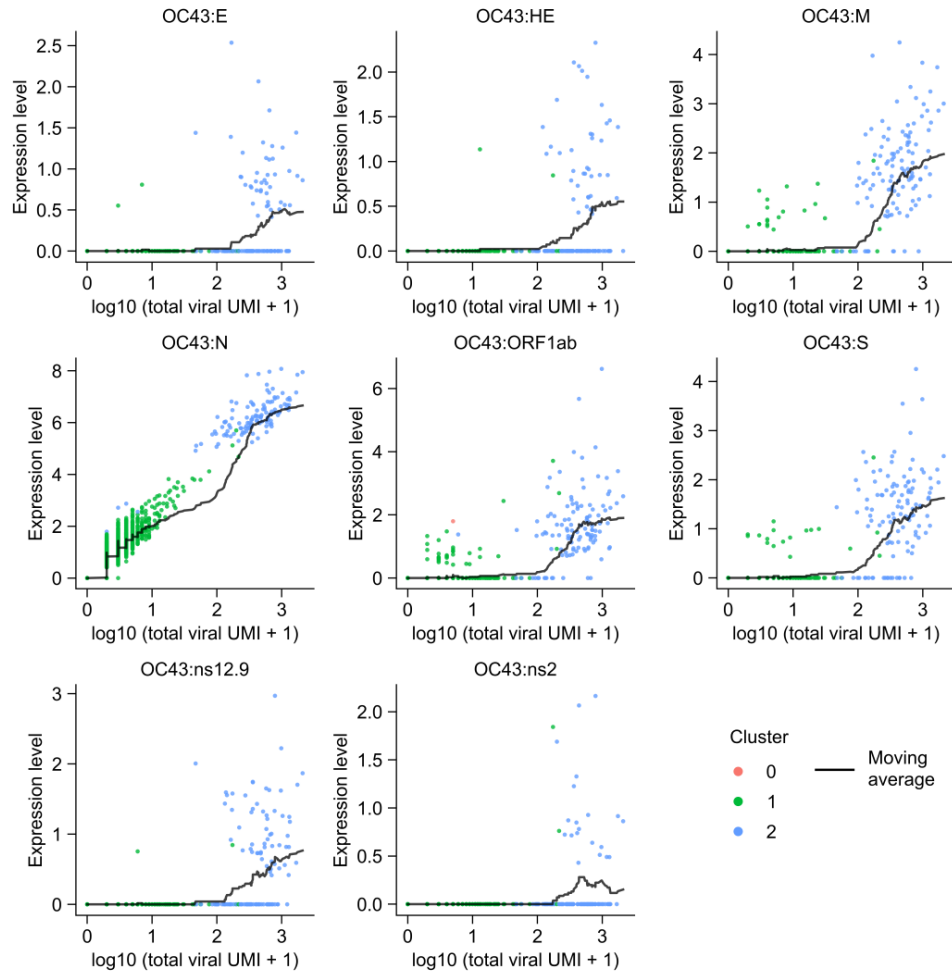 OC43:E
OC43:HE
OC43:M
Expression level
2.5
2.0
1.5
1.0
0.5
0.0
0 1 2 3
log10 (total viral UMI + 1)
Expression level
2.0
1.5
1.0
0.5
0.0
0 1 2 3
log10 (total viral UMI + 1)
Expression level
4
3
2
1
0
0 1 2 3
log10 (total viral UMI + 1)
OC43:N
OC43:ORF1ab
OC43:S
Expression level
8
6
4
2
0
0 1 2 3
log10 (total viral UMI + 1)
Expression level
6
4
2
0
0 1 2 3
log10 (total viral UMI + 1)
Expression level
4
3
2
1
0
0 1 2 3
log10 (total viral UMI + 1)
OC43:ns12.9
OC43:ns2
Expression level
3
2
1
0
0 1 2 3
log10 (total viral UMI + 1)
Expression level
2.0
1.5
1.0
0.5
0.0
0 1 2 3
log10 (total viral UMI + 1)
Cluster
0
1
2
Moving
average